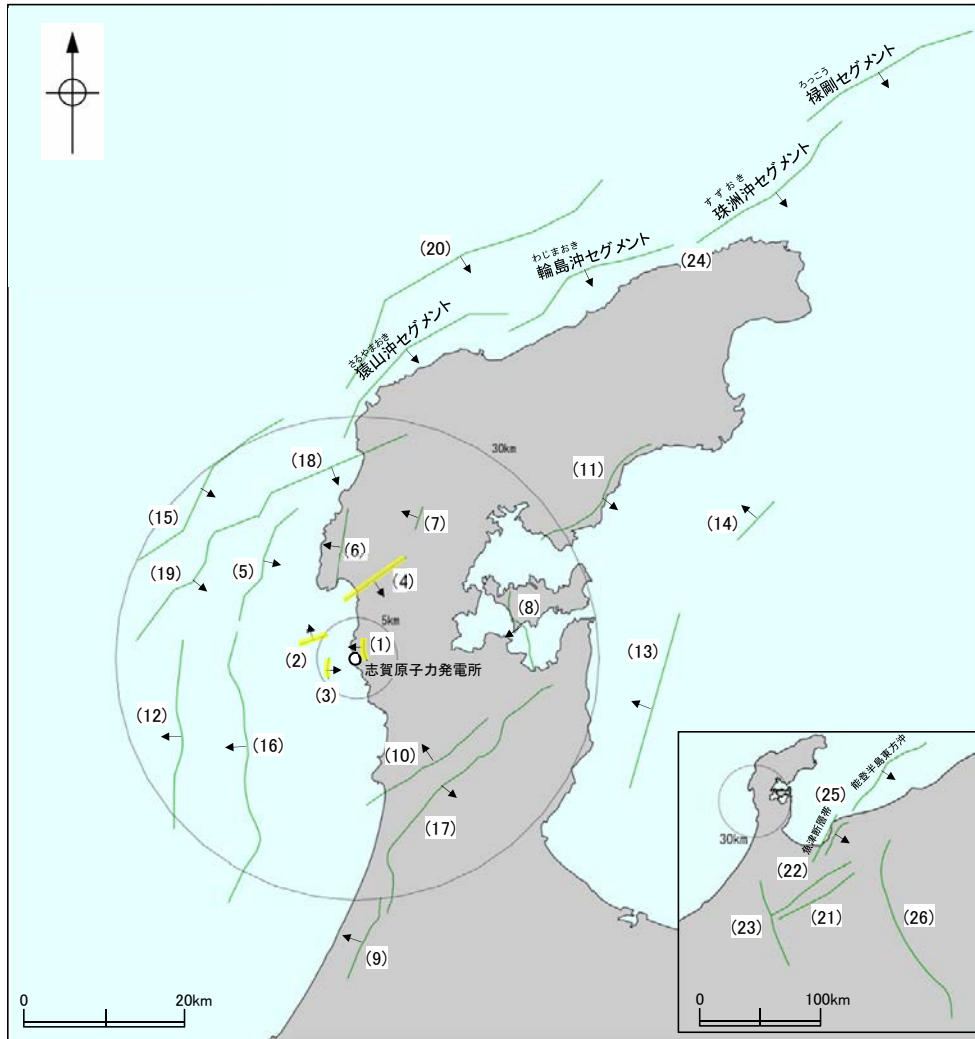 ろっこう
禄剛セグメント
すずおき
珠洲沖セグメント
わじまおき
輪島沖セグメント
(24)
(20)
さるやまおき
猿山沖セグメント
30km
(18)
(11)
(15)
(7)
(14)
(6)
(19)
(5)
(4)
(8)
5km
(1)
(2)
志賀原子力発電所
(3)
(13)
(12)
(16)
(10)
(17)
(9)
0
20km
能登半島東方沖
(25)
魚津断層帯
30km
(22)
(21)
(23)
(26)
0
100km